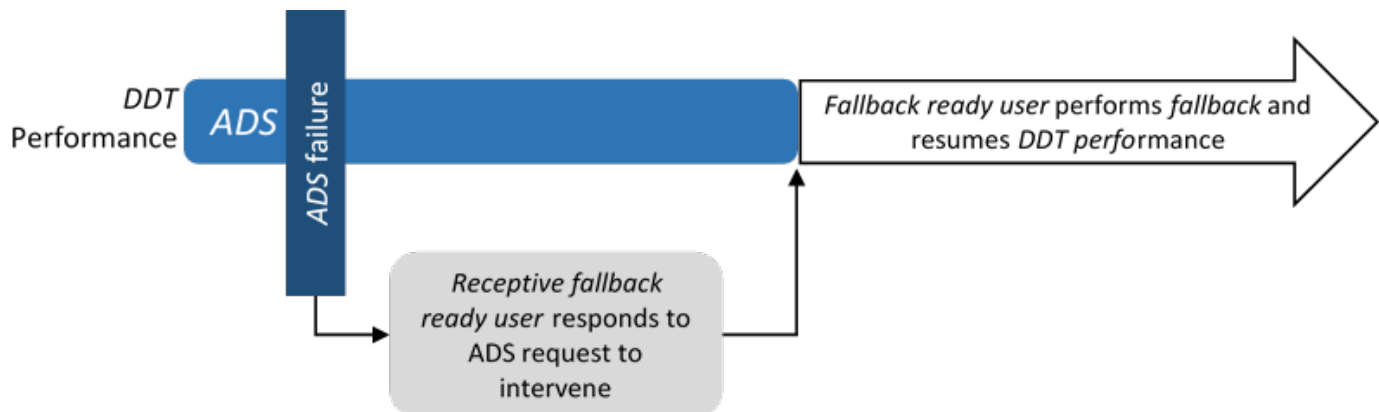 DDT
Performance
ADS
ADS failure
Fallback ready user performs fallback and
resumes DDT performance
Receptive fallback
ready user responds to
ADS request to
intervene